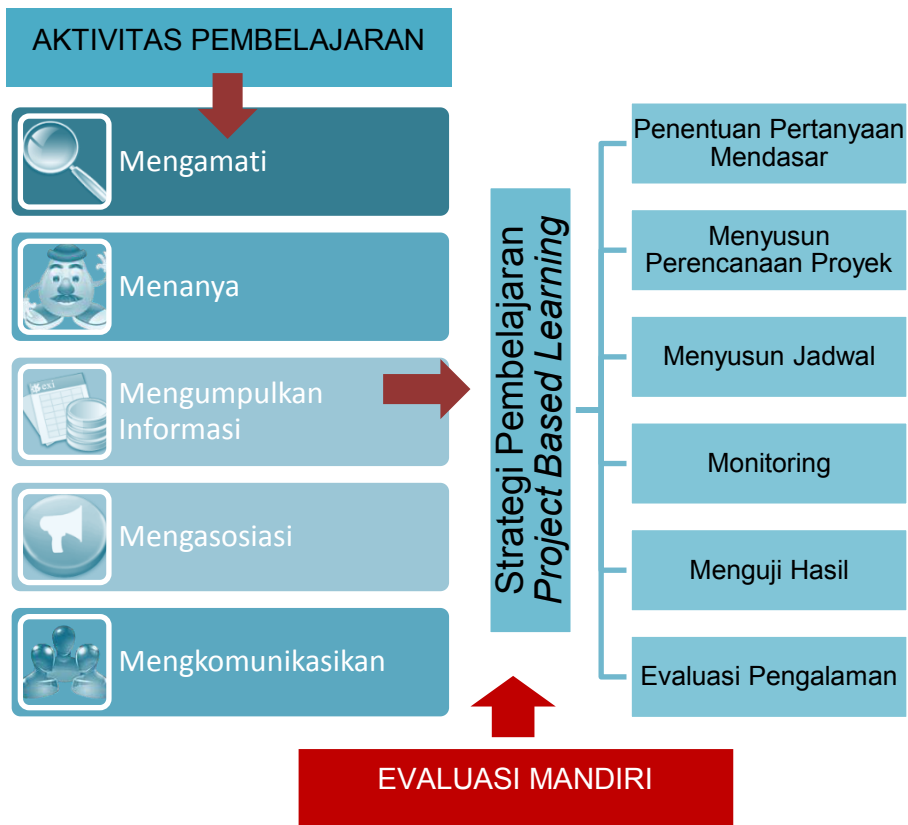 AKTIVITAS PEMBELAJARAN
Mengamati
Menanya
Mengumpulkan
Informasi
Mengasosiasi
Mengkomunikasikan
Strategi Pembelajaran
Project Based Learning
Penentuan Pertanyaan
Mendasar
Menyusun
Perencanaan Proyek
Menyusun Jadwal
Monitoring
Menguji Hasil
Evaluasi Pengalaman
EVALUASI MANDIRI